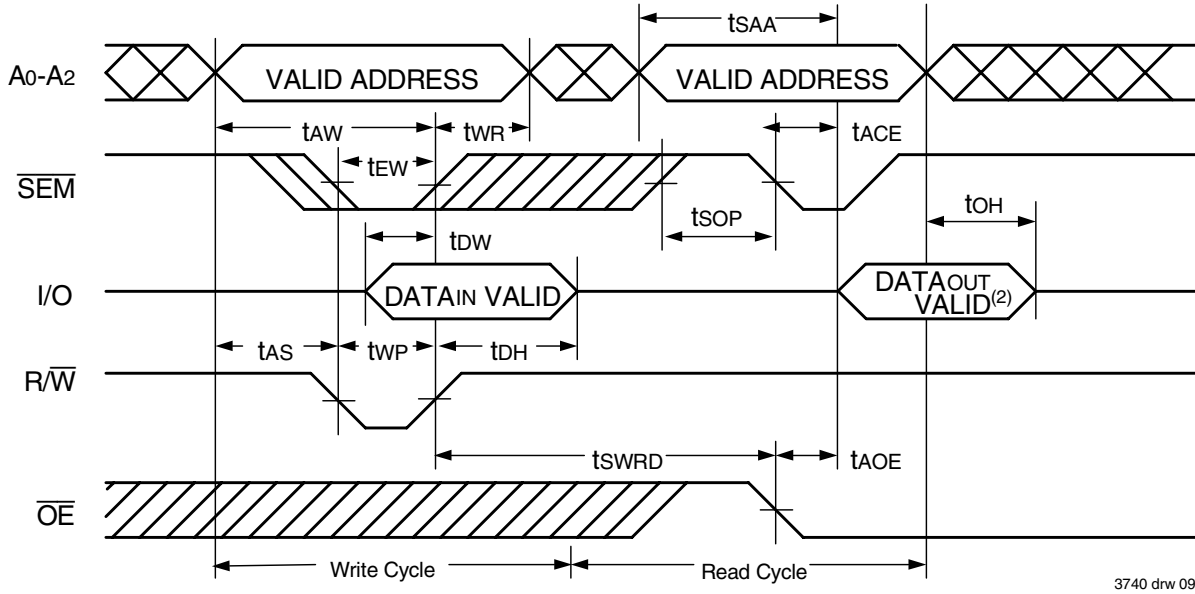 tSAA
A0-A2 VALID ADDRESS VALID ADDRESS
tAW tWR tACE
tEW
SEM
tSOP tOH
tDW
I/O DATAIN VALID DATAOUT
VALID(2)
tAS tWP tDH
R/W
tSWRD tAOE
OE
Write Cycle Read Cycle
3740 drw 09